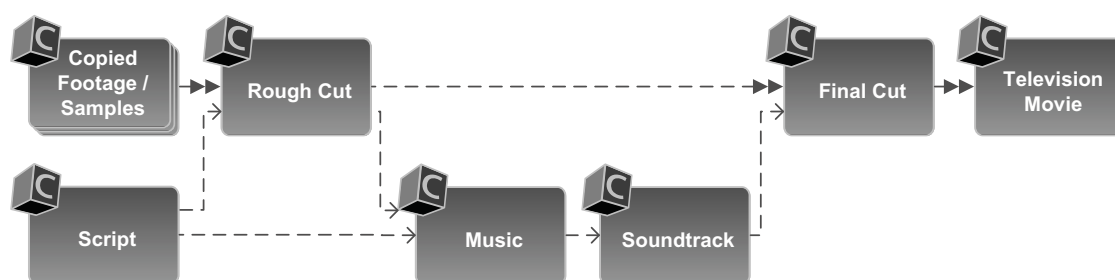 C
Copied
Footage /
Samples
C
Rough Cut
C
Final Cut
C
Television
Movie
C
Script
C
Music
C
Soundtrack